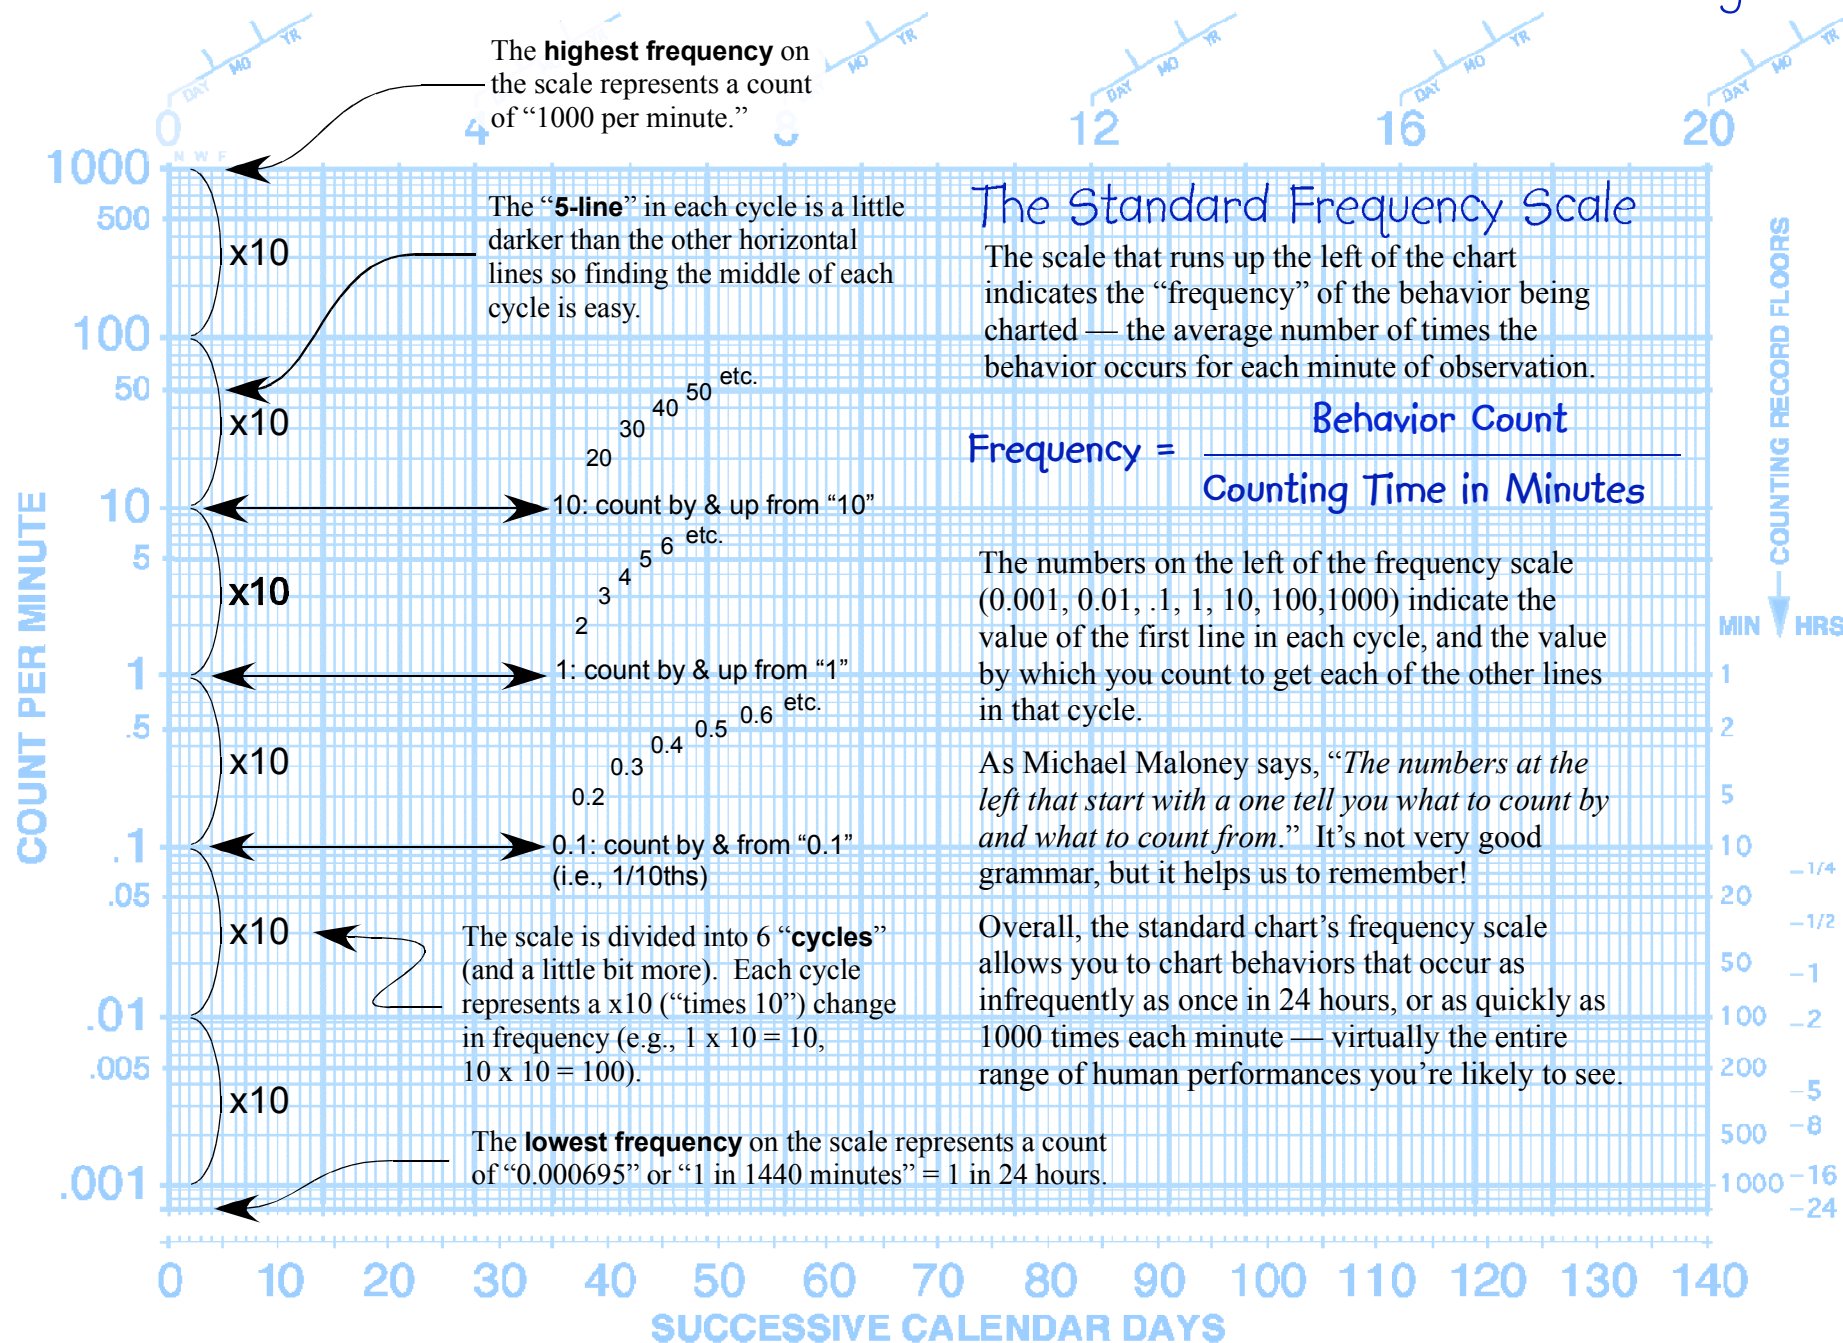 DAY MO YR
DAY MO YR
DAY MO YR
DAY MO YR
MO YR
0 4 8 12 16 20
N W F
The highest frequency on
the scale represents a count
of “1000 per minute.”
The “5-line” in each cycle is a little
darker than the other horizontal
lines so finding the middle of each
cycle is easy.
COUNT PER MINUTE
1000
500
100
50
10
5
1
.5
.1
.05
.01
.005
.001
x10
x10
x10
x10
x10
x10
50 etc.
40
30
20
10: count by & up from “10”
6 etc.
5
4
3
2
1: count by & up from “1”
0.6 etc.
0.5
0.4
0.3
0.2
0.1: count by & from “0.1”
(i.e., 1/10ths)
The scale is divided into 6 “cycles”
(and a little bit more). Each cycle
represents a x10 (“times 10”) change
in frequency (e.g., 1 x 10 = 10,
10 x 10 = 100).
The lowest frequency on the scale represents a count
of “0.000695” or “1 in 1440 minutes” = 1 in 24 hours.
The Standard Frequency Scale
The scale that runs up the left of the chart
indicates the “frequency” of the behavior being
charted — the average number of times the
behavior occurs for each minute of observation.
Frequency = Behavior Count
Counting Time in Minutes
The numbers on the left of the frequency scale
(0.001, 0.01, .1, 1, 10, 100,1000) indicate the
value of the first line in each cycle, and the value
by which you count to get each of the other lines
in that cycle.
As Michael Maloney says, “The numbers at the
left that start with a one tell you what to count by
and what to count from.” It’s not very good
grammar, but it helps us to remember!
Overall, the standard chart’s frequency scale
allows you to chart behaviors that occur as
infrequently as once in 24 hours, or as quickly as
1000 times each minute — virtually the entire
range of human performances you’re likely to see.
COUNTING RECORD FLOORS
MIN HRS
1
2
5
10
1/4
20
1/2
50
1
100
2
200
5
8
500
1000
16
24
0 10 20 30 40 50 60 70 80 90 100 110 120 130 140
SUCCESSIVE CALENDAR DAYS